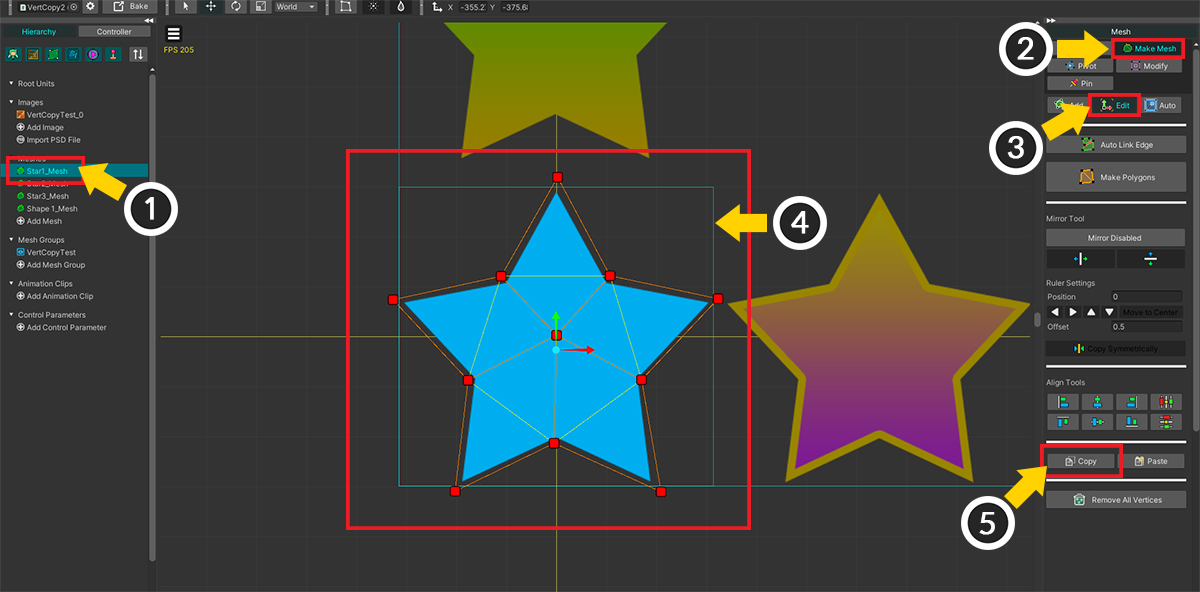 VertCopy2 Bake World X -355.2 Y -375.68
Hierarchy Controller
FPS 205
Root Units
Images
VertCopyTest_0
Add Image
Import PSD File
Star1_Mesh
Star3_Mesh
Shape 1_Mesh
Add Mesh
Mesh Groups
VertCopyTest
Add Mesh Group
Animation Clips
Add Animation Clip
Control Parameters
Add Control Parameter
1
2
3
4
5
Mesh
Make Mesh
Pivot Modify
Pin
Add Edit Auto
Auto Link Edge
Make Polygons
Mirror Tool
Mirror Disabled
Ruler Settings
Position 0
Move to Center
Offset 0.5
Copy Symmetrically
Align Tools
Copy Paste
Remove All Vertices